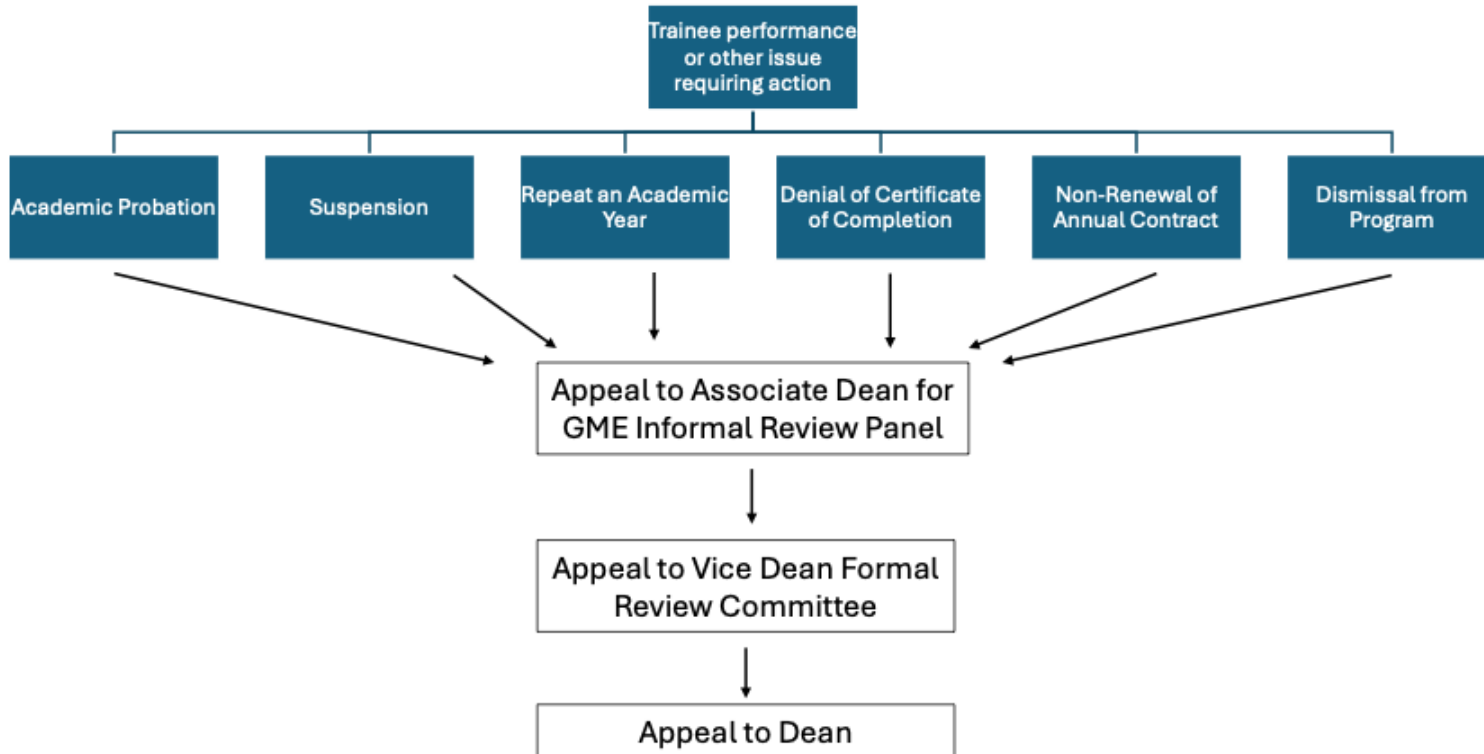 Trainee performance
or other issue
requiring action
Academic Probation
Suspension
Repeat an Academic
Year
Denial of Certificate
of Completion
Non-Renewal of
Annual Contract
Dismissal from
Program
Appeal to Associate Dean for
GME Informal Review Panel
Appeal to Vice Dean Formal
Review Committee
Appeal to Dean